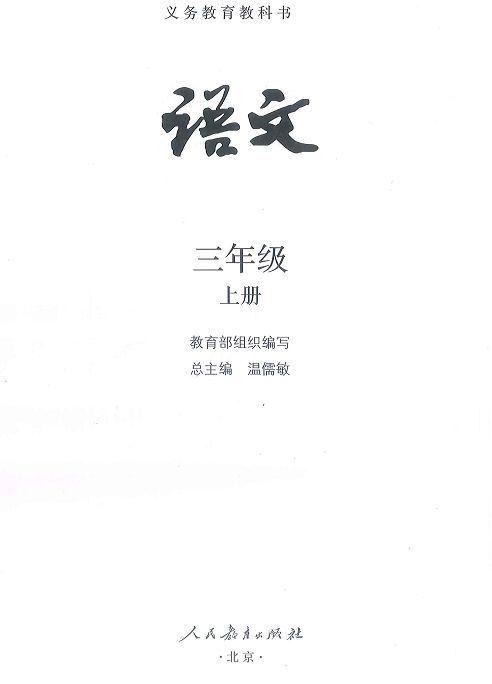 义务教育教科书
语文
三年级
上册
教育部组织编写
总主编 温儒敏
人民教育出版社
·北京·